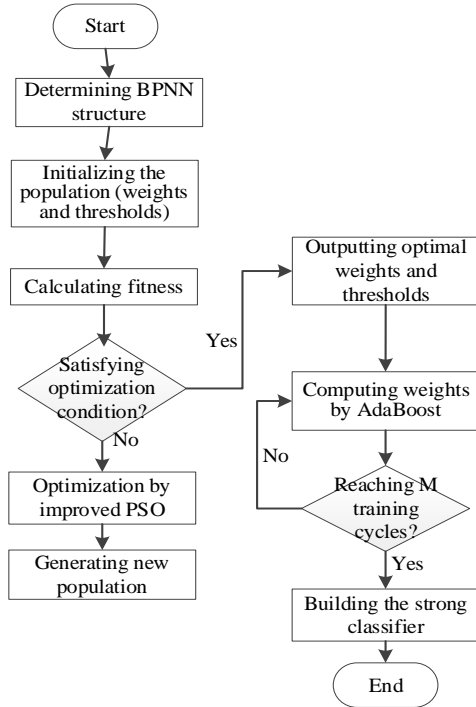 Start
Determining BPNN
structure
Initializing the
population (weights
and thresholds)
Calculating fitness
Satisfying
optimization
condition?
Yes
No
Optimization by
improved PSO
Generating new
population
Outputting optimal
weights and
thresholds
Computing weights
by AdaBoost
No
Reaching M
training
cycles?
Yes
Building the strong
classifier
End